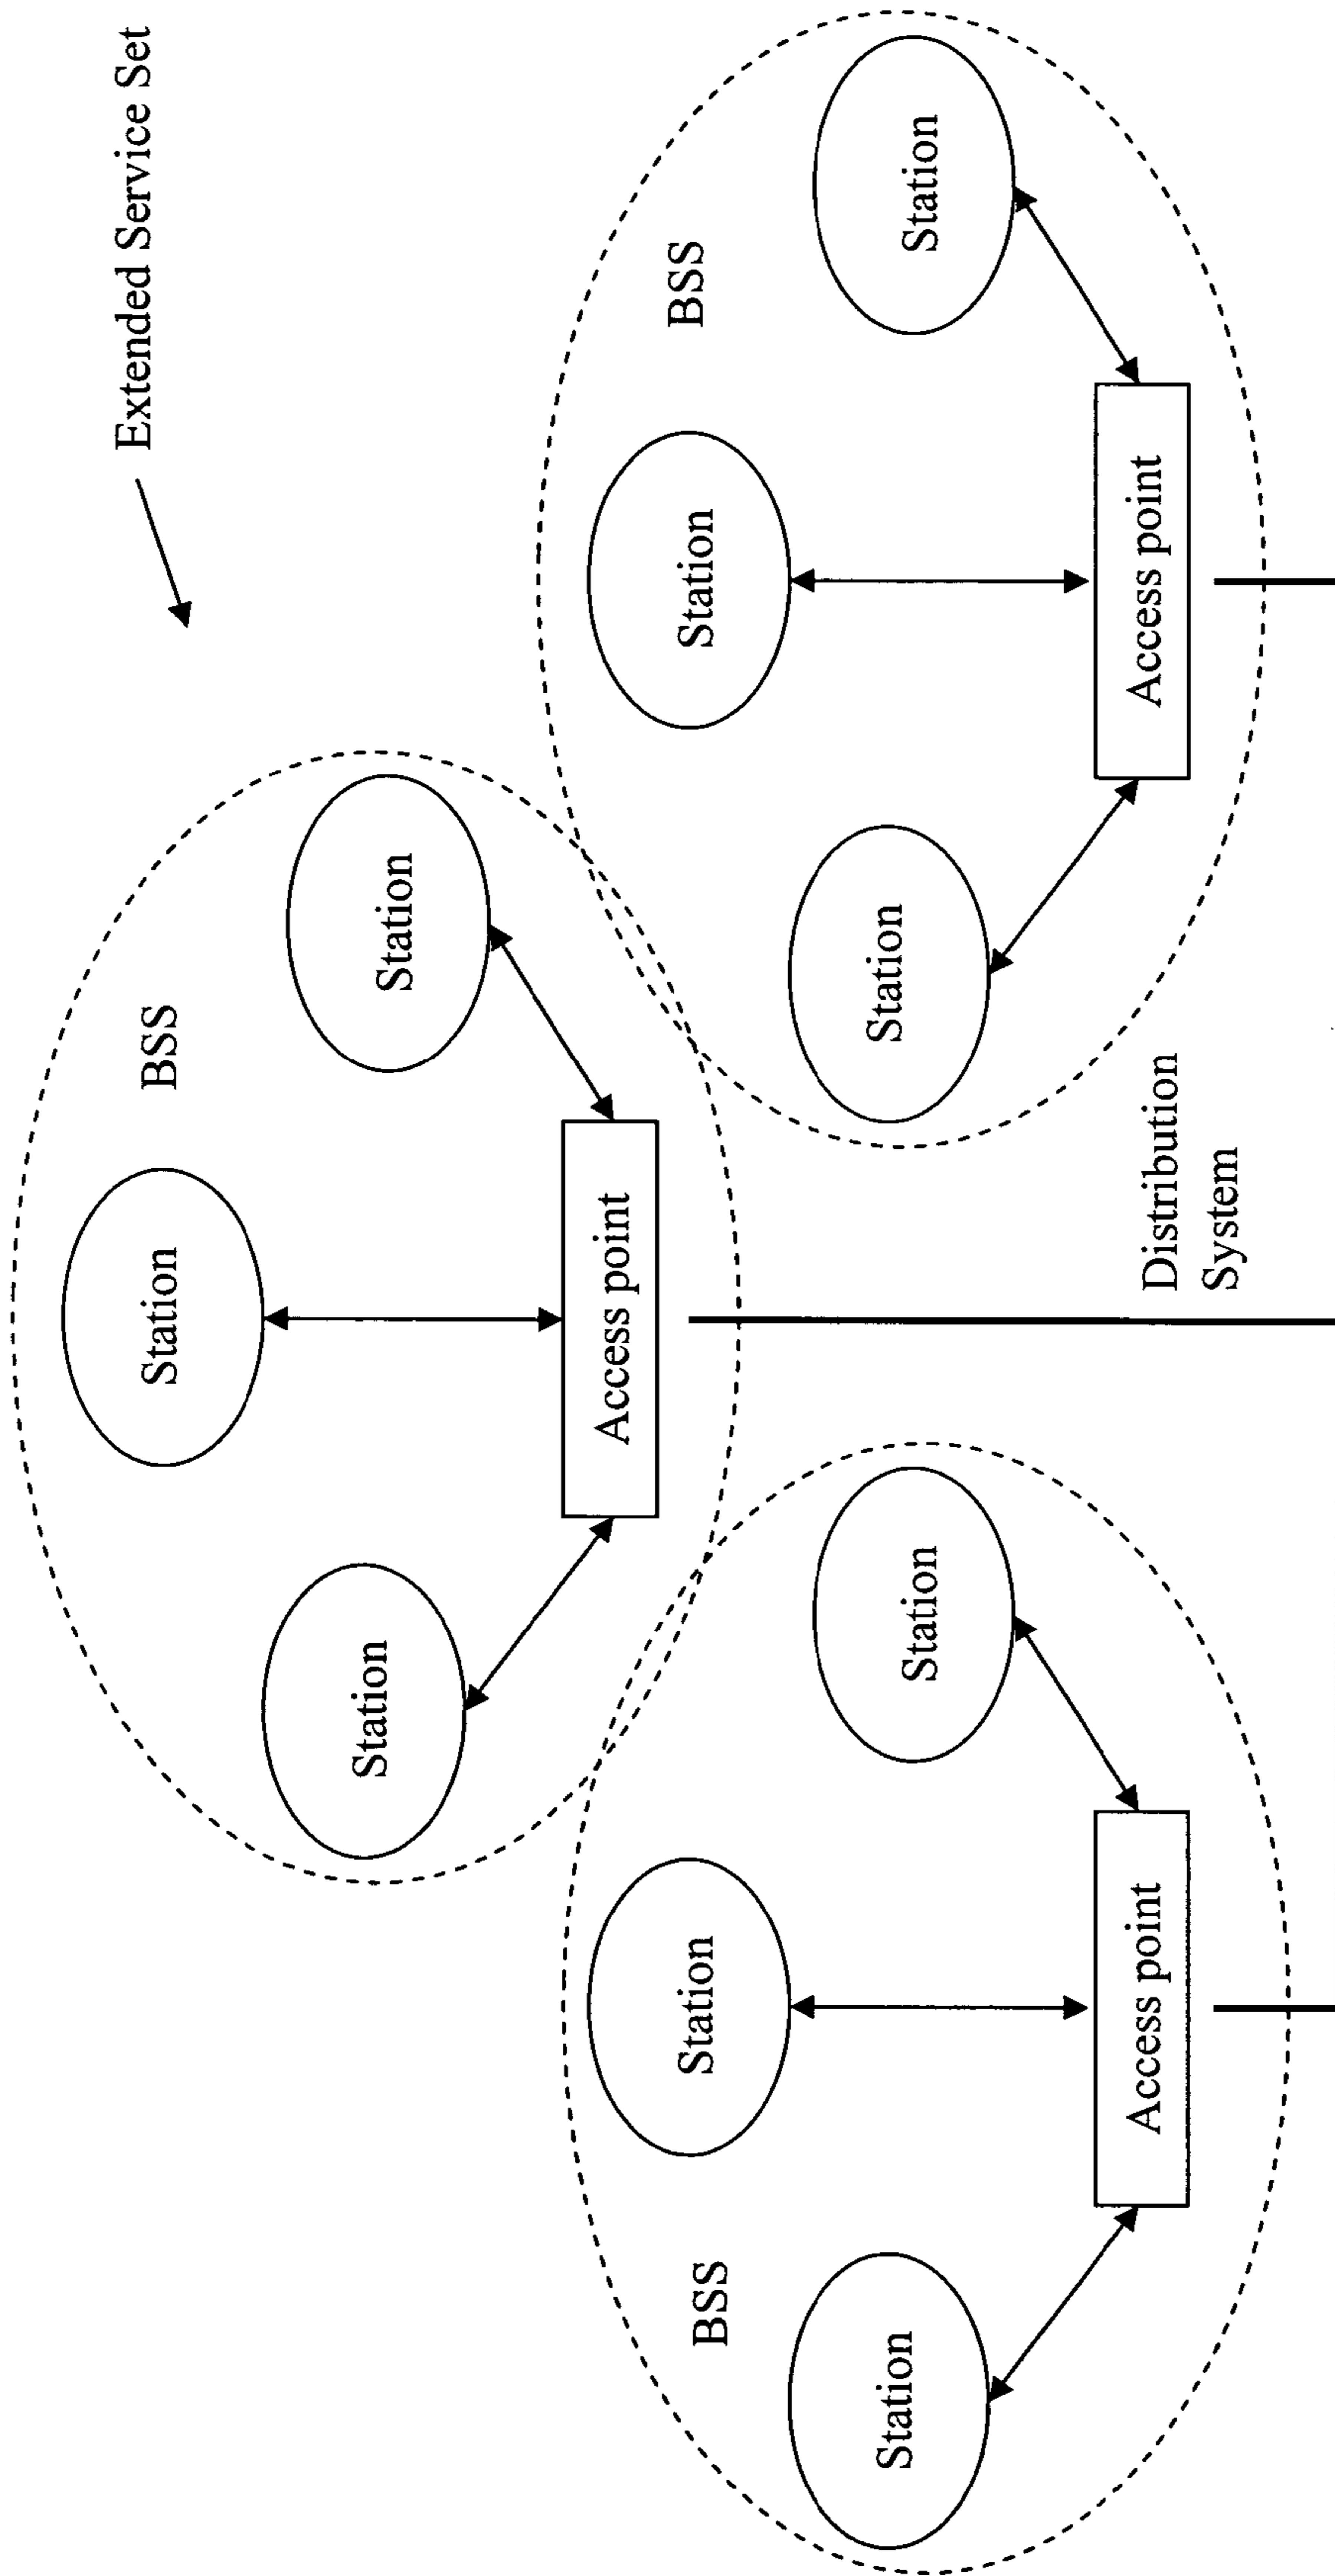 Extended Service Set
Station
BSS
Station
Station
Access point
BSS
Station
Station
BSS
Station
Station
Station
Station
Access point
Distribution
System
Access point